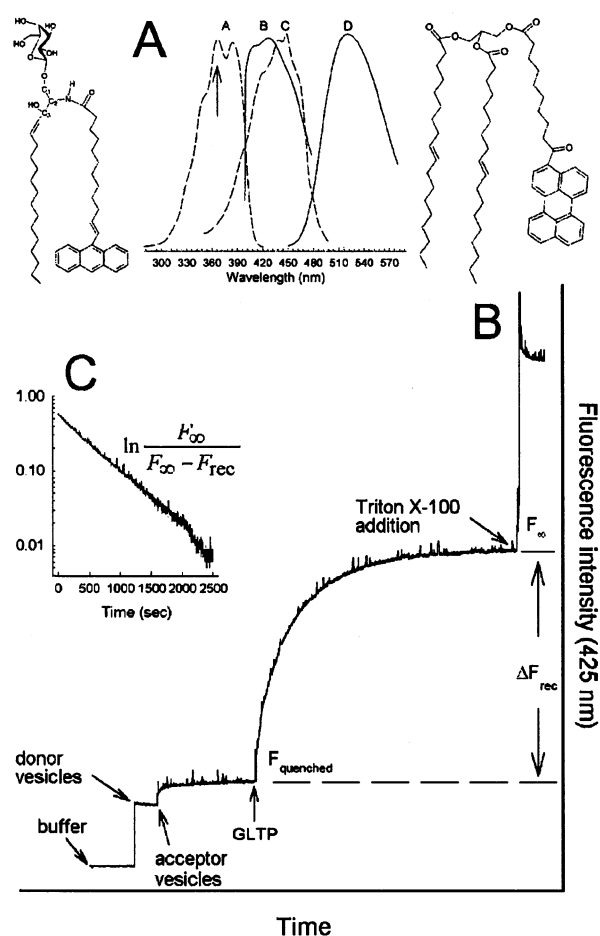 A
A B C D
HO HO
HO
OH
O
OH
O
H
C₁
C₂ N O
HO
C₃
300 330 360 390 420 450 480 510 540 570
Wavelength (nm)
O O
O O
O
O
O
B
C
1.00
0.10
0.01
ln F∞ / F∞ − Frec
0 500 1000 1500 2000 2500
Time (sec)
Triton X-100
addition
F∞
ΔFrec
Fquenched
donor
vesicles
buffer
acceptor
vesicles
GLTP
Fluorescence intensity (425 nm)
Time